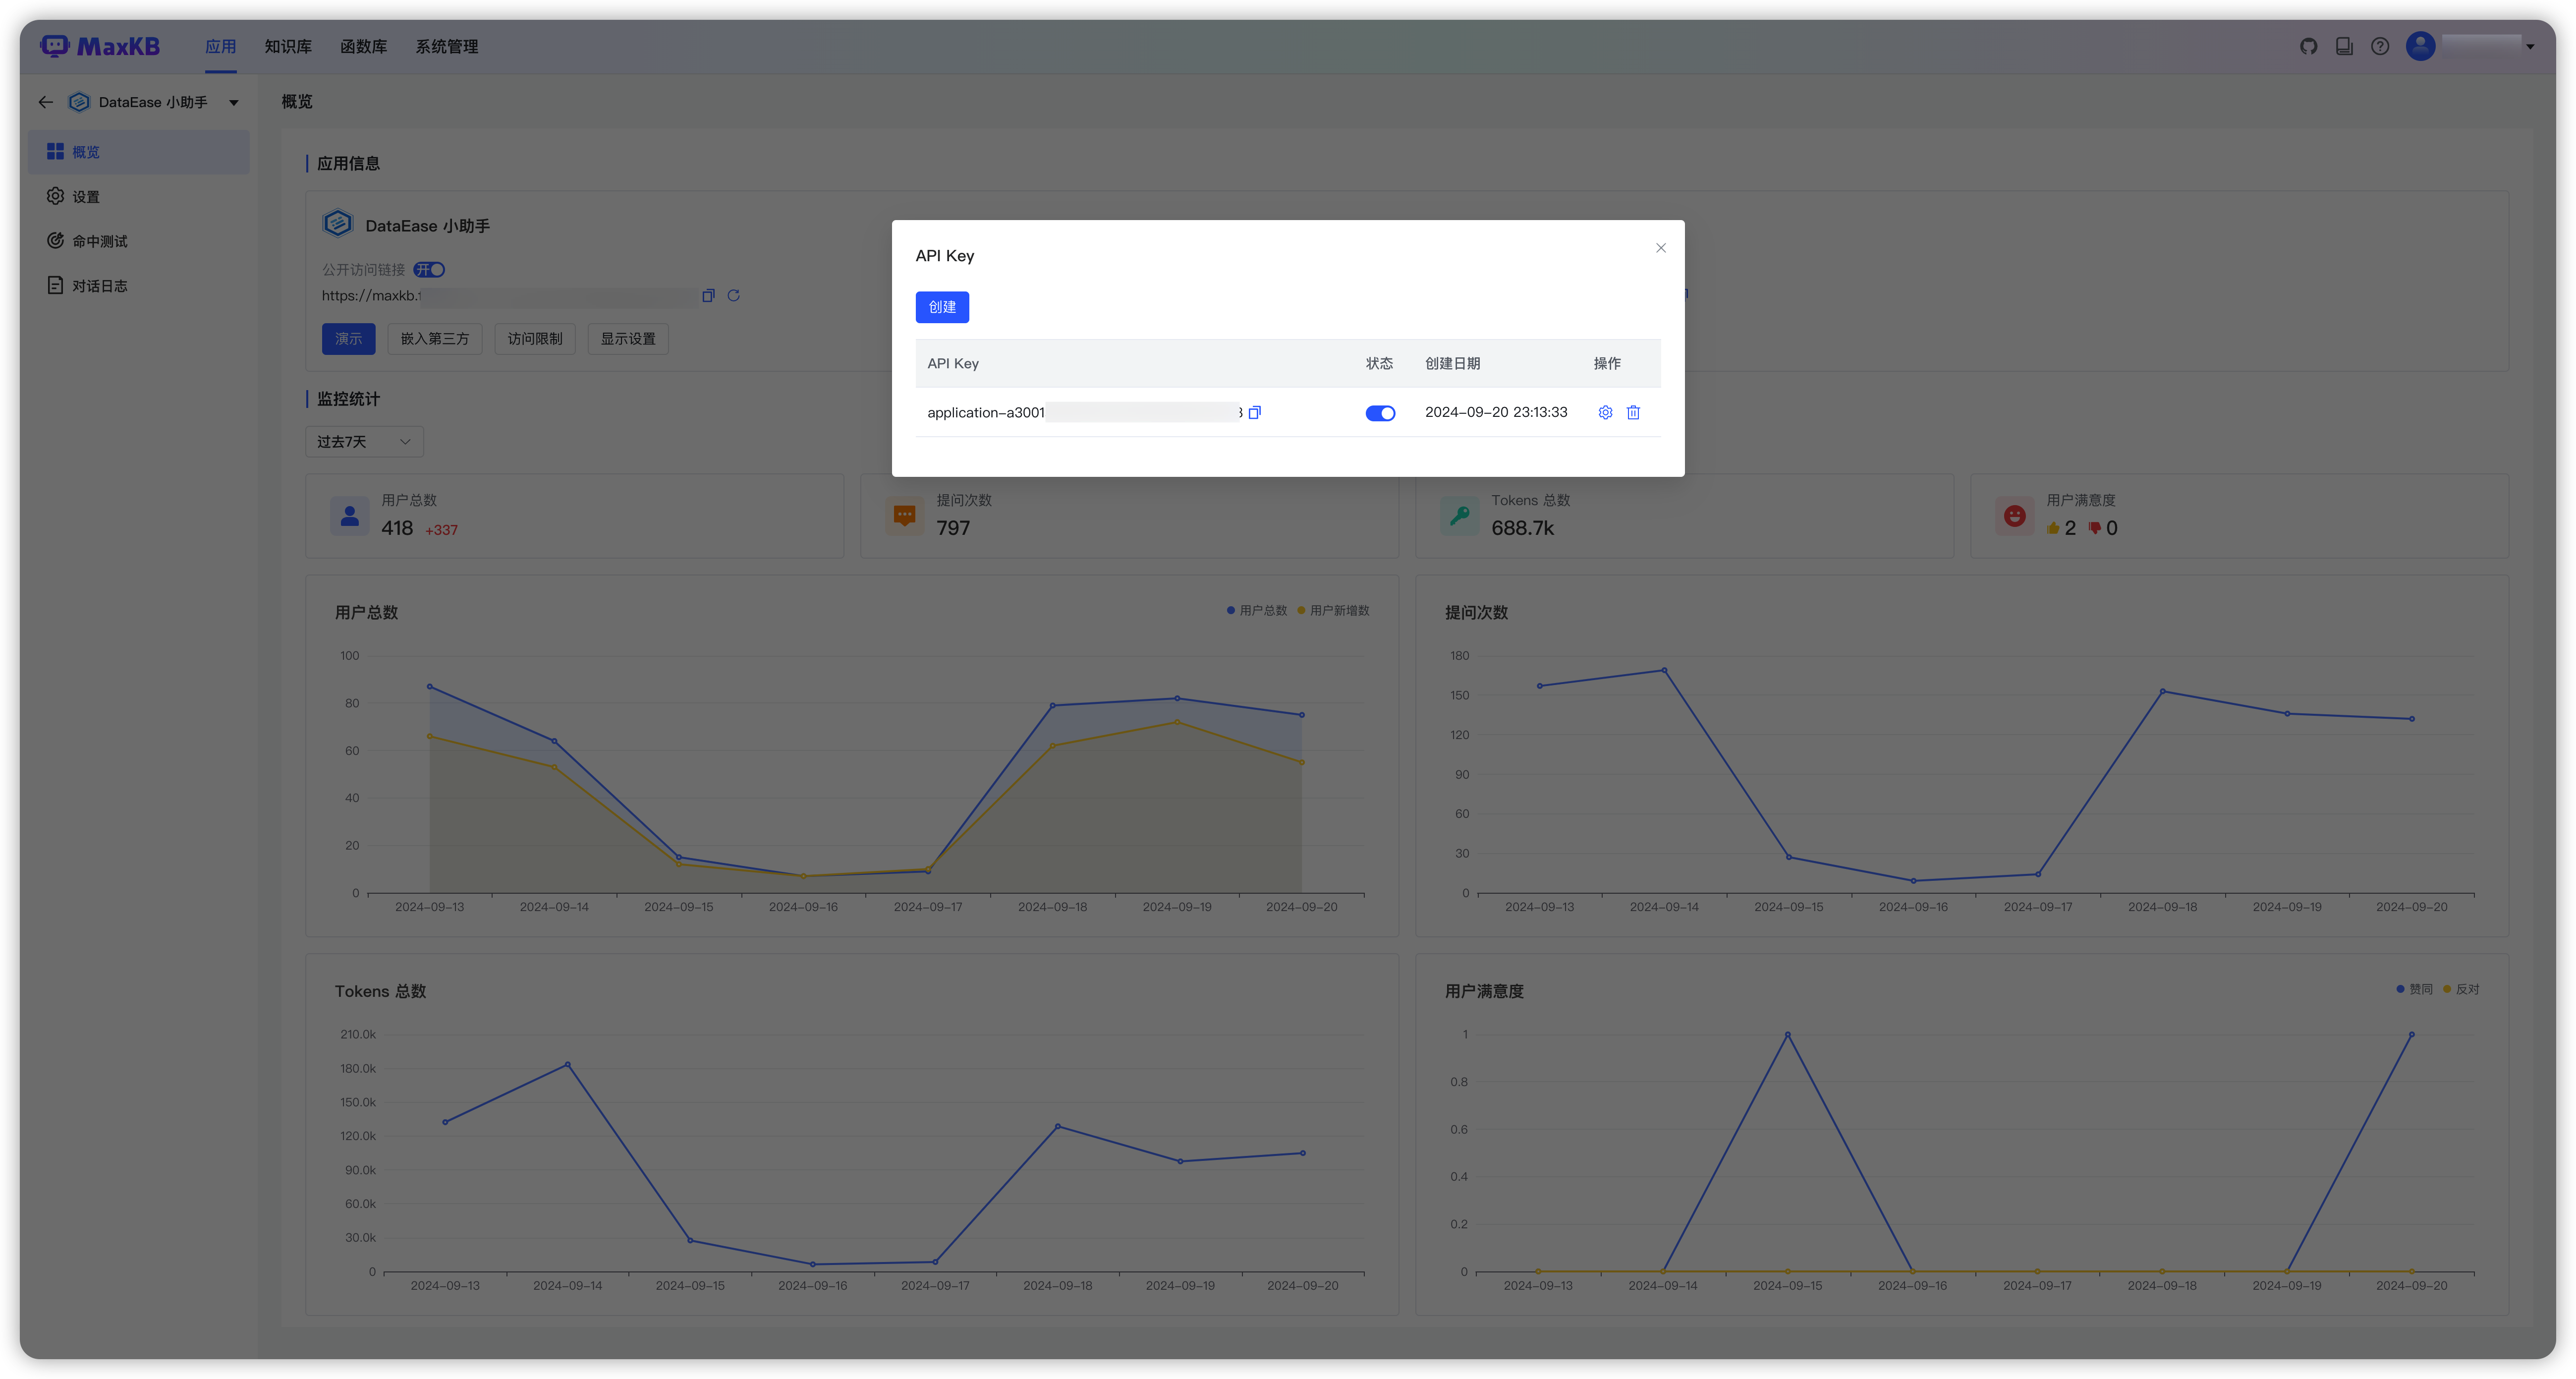 MaxKB 应用 知识库 函数库 系统管理
DataEase 小助手
概览
设置
命中测试
对话日志
概览
应用信息
DataEase 小助手
公开访问链接 开
https://maxkb.
演示 嵌入第三方 访问限制 显示设置
API Key
创建
API Key 状态 创建日期 操作
application-a3001 2024-09-20 23:13:33
监控统计
过去7天
用户总数
418 +337
提问次数
797
Tokens 总数
688.7k
用户满意度
2 0
用户总数
用户总数 用户新增数
100
80
60
40
20
0
2024-09-13 2024-09-14 2024-09-15 2024-09-16 2024-09-17 2024-09-18 2024-09-19 2024-09-20
提问次数
180
150
120
90
60
30
0
2024-09-13 2024-09-14 2024-09-15 2024-09-16 2024-09-17 2024-09-18 2024-09-19 2024-09-20
Tokens 总数
210.0k
180.0k
150.0k
120.0k
90.0k
60.0k
30.0k
0
2024-09-13 2024-09-14 2024-09-15 2024-09-16 2024-09-17 2024-09-18 2024-09-19 2024-09-20
用户满意度
赞同 反对
1
0.8
0.6
0.4
0.2
0
2024-09-13 2024-09-14 2024-09-15 2024-09-16 2024-09-17 2024-09-18 2024-09-19 2024-09-20